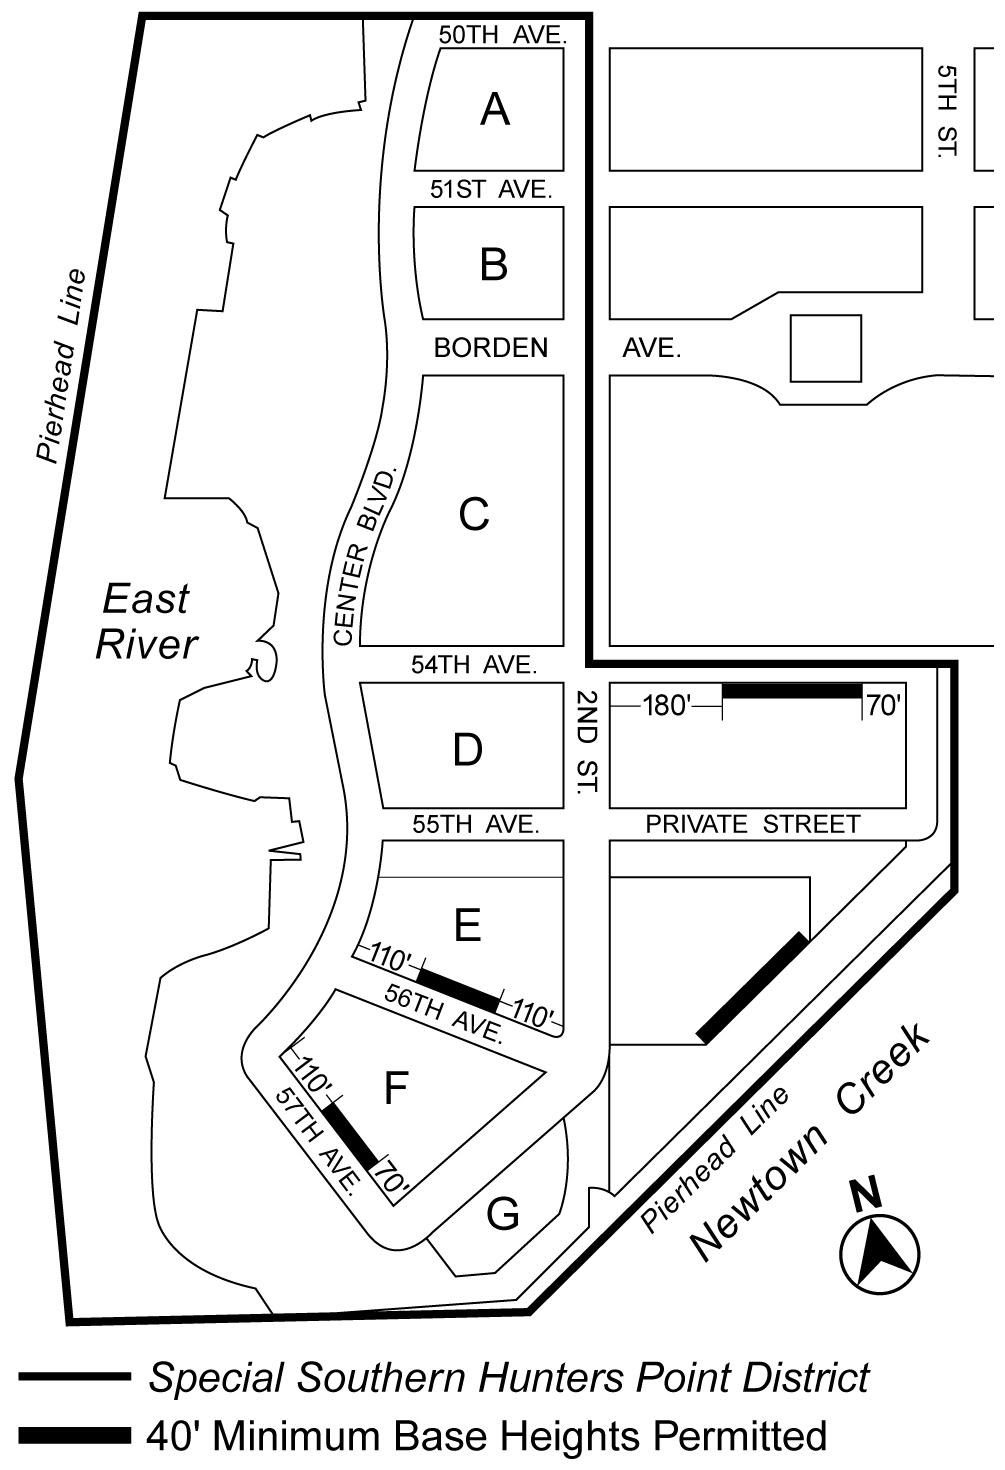 50TH AVE.
A
5TH ST.
51ST AVE.
B
Pierhead Line
BORDEN AVE.
C
CENTER BLVD.
East
River
54TH AVE.
2ND ST.
180'
70'
D
55TH AVE.
PRIVATE STREET
E
110'
110'
56TH AVE.
F
110'
70'
57TH AVE.
G
Pierhead Line
Newtown Creek
N
Special Southern Hunters Point District
40' Minimum Base Heights Permitted